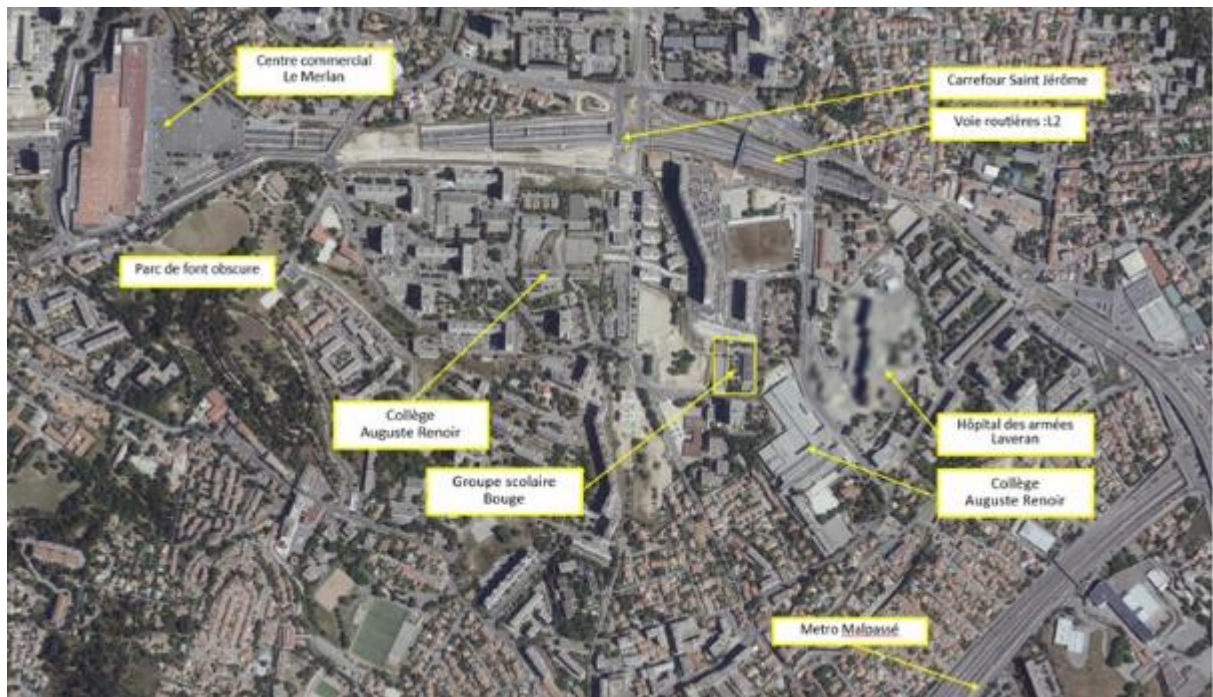 Centre commercial
Le Merlan
Carrefour Saint Jérôme
Voie routières :L2
Parc de font obscure
Collège
Auguste Renoir
Hôpital des armées
Laveran
Groupe scolaire
Bouge
Collège
Auguste Renoir
Metro Malpassé